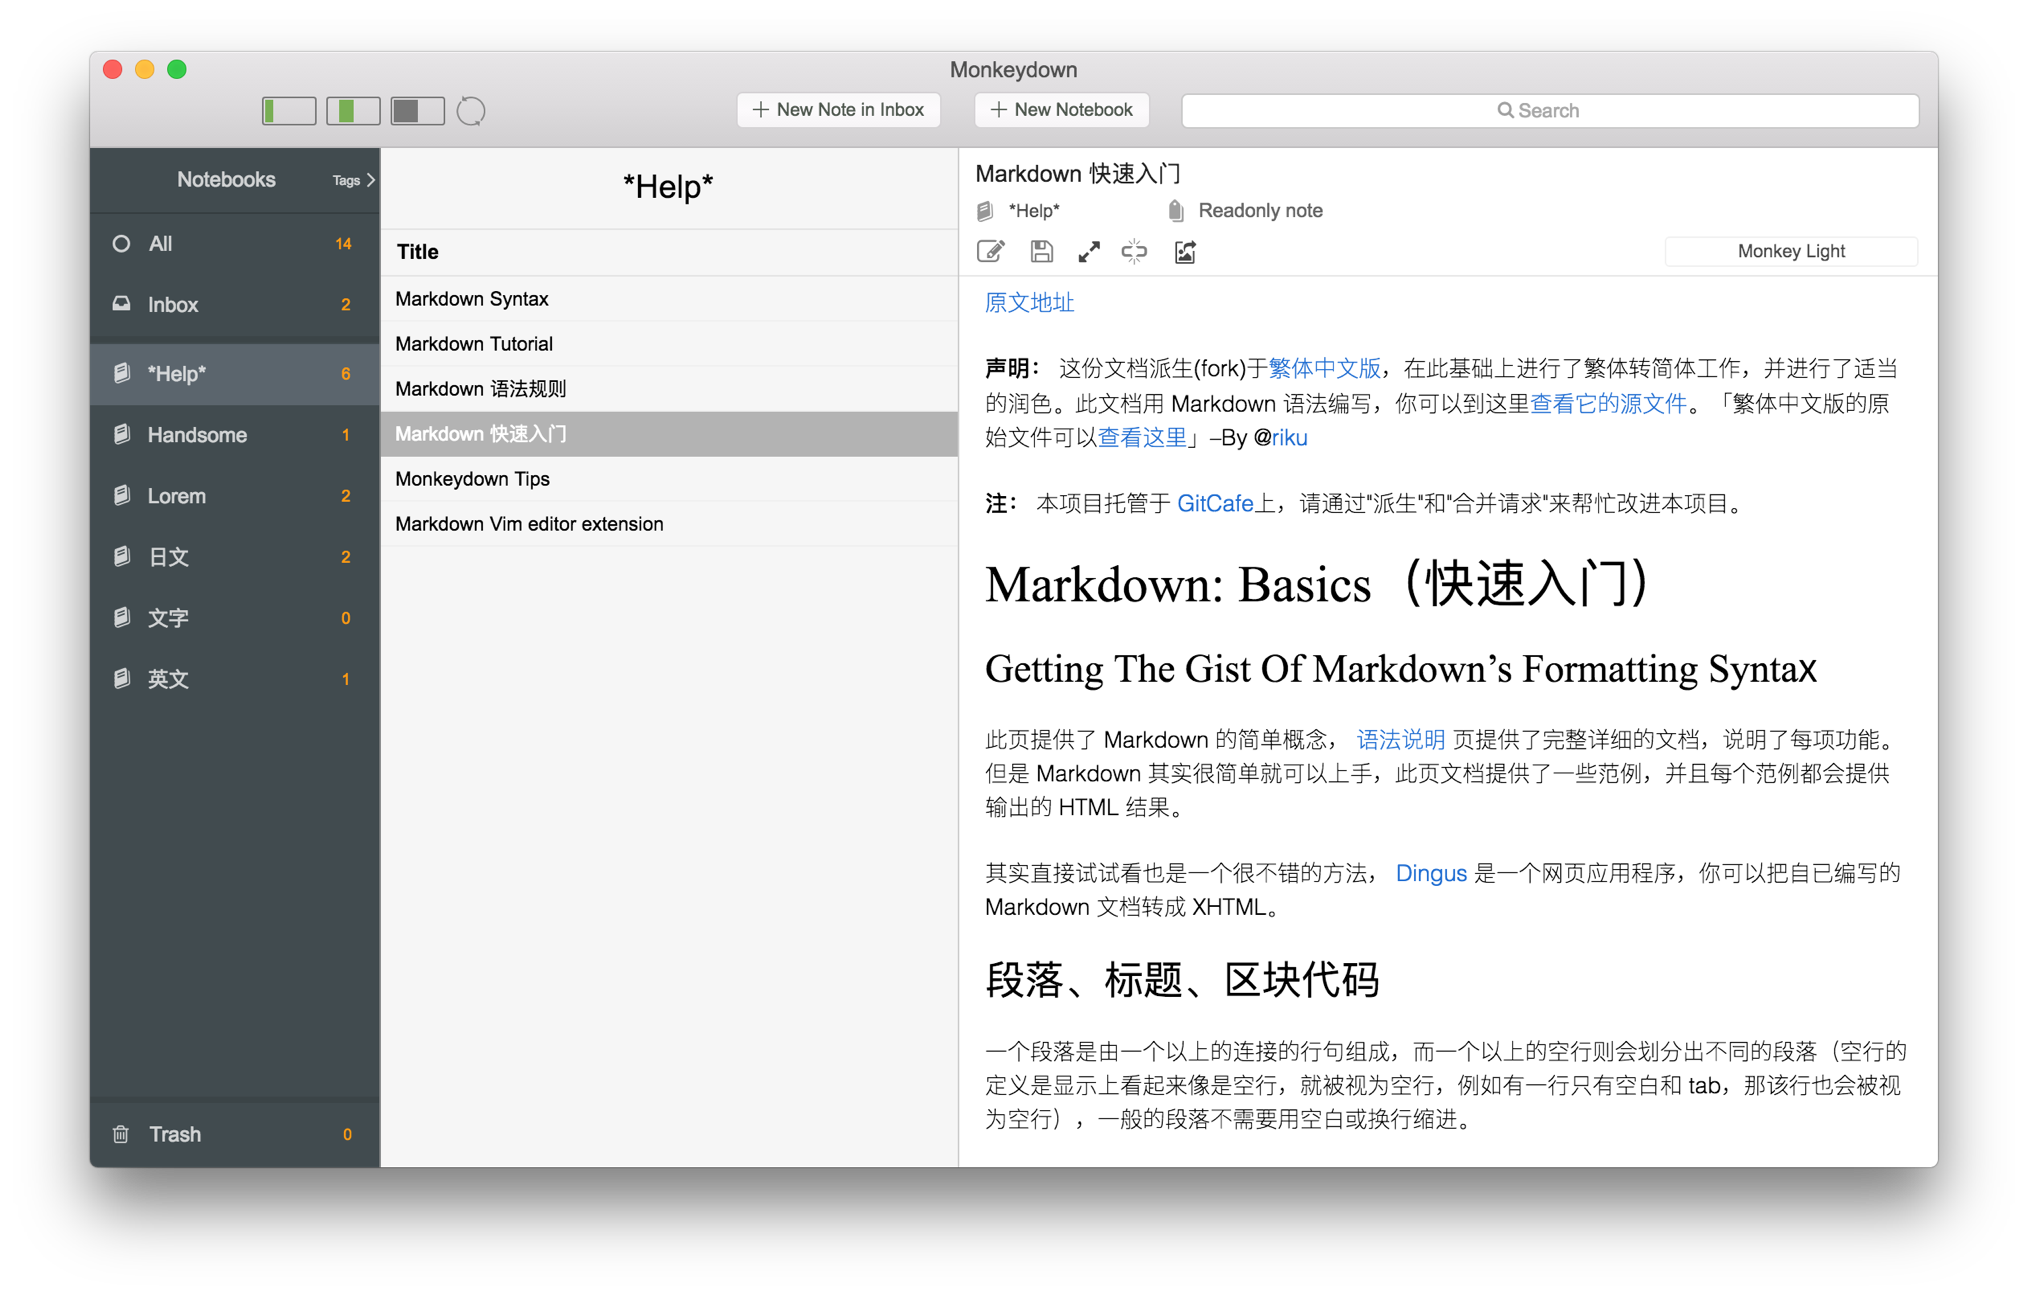 Monkeydown
New Note in Inbox
New Notebook
Search
Notebooks
Tags
All 14
Inbox 2
*Help* 6
Handsome 1
Lorem 2
日文 2
文字 0
英文 1
Trash 0
*Help*
Title
Markdown Syntax
Markdown Tutorial
Markdown 语法规则
Markdown 快速入门
Monkeydown Tips
Markdown Vim editor extension
Markdown 快速入门
*Help*
Readonly note
Monkey Light
原文地址
声明： 这份文档派生(fork)于繁体中文版，在此基础上进行了繁体转简体工作，并进行了适当
的润色。此文档用 Markdown 语法编写，你可以到这里查看它的源文件。「繁体中文版的原
始文件可以查看这里」–By @riku
注： 本项目托管于 GitCafe上，请通过"派生"和"合并请求"来帮忙改进本项目。
Markdown: Basics（快速入门）
Getting The Gist Of Markdown’s Formatting Syntax
此页提供了 Markdown 的简单概念， 语法说明 页提供了完整详细的文档，说明了每项功能。
但是 Markdown 其实很简单就可以上手，此页文档提供了一些范例，并且每个范例都会提供
输出的 HTML 结果。
其实直接试试看也是一个很不错的方法， Dingus 是一个网页应用程序，你可以把自已编写的
Markdown 文档转成 XHTML。
段落、标题、区块代码
一个段落是由一个以上的连接的行句组成，而一个以上的空行则会划分出不同的段落（空行的
定义是显示上看起来像是空行，就被视为空行，例如有一行只有空白和 tab，那该行也会被视
为空行），一般的段落不需要用空白或换行缩进。